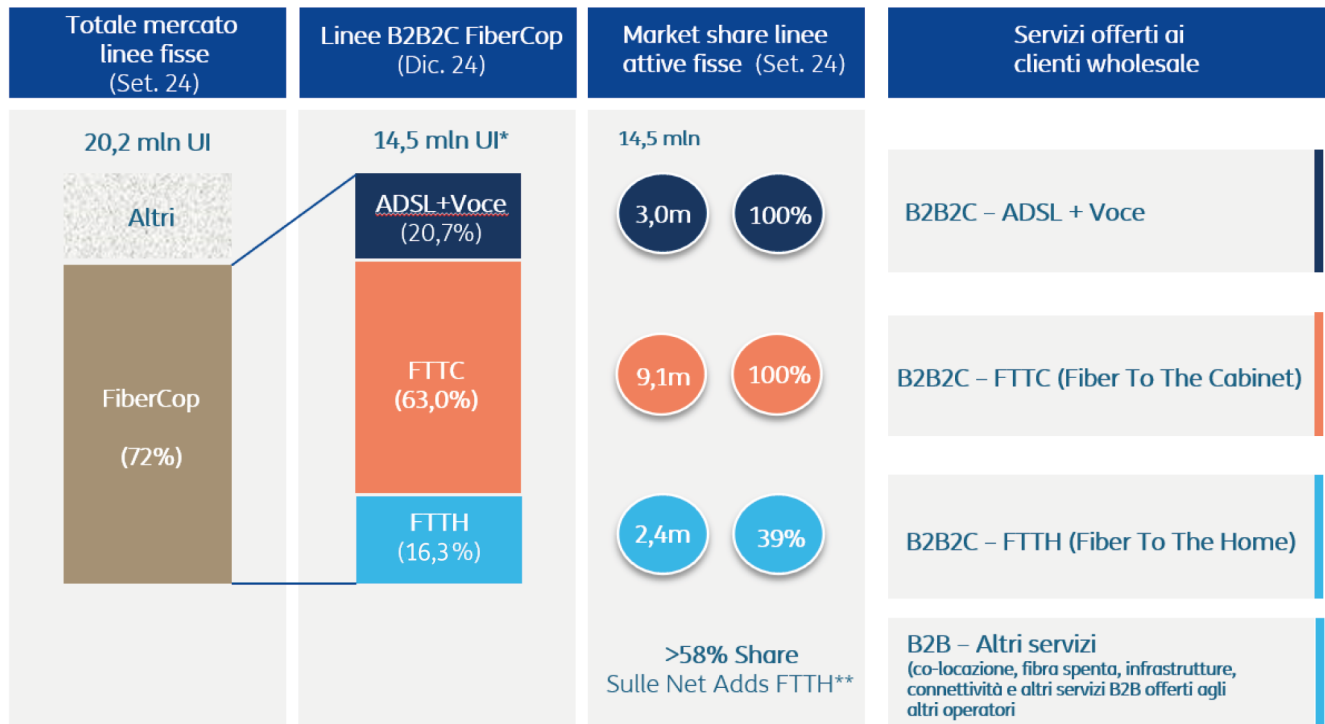 Totale mercato
linee fisse
(Set. 24)
Linee B2B2C FiberCop
(Dic. 24)
Market share linee
attive fisse (Set. 24)
Servizi offerti ai
clienti wholesale
20,2 mln UI
Altri
FiberCop
(72%)
14,5 mln UI*
ADSL+Voce
(20,7%)
FTTC
(63,0%)
FTTH
(16,3%)
14,5 mln
3,0m
100%
9,1m
100%
2,4m
39%
>58% Share
Sulle Net Adds FTTH**
B2B2C – ADSL + Voce
B2B2C – FTTC (Fiber To The Cabinet)
B2B2C – FTTH (Fiber To The Home)
B2B – Altri servizi
(co-locazione, fibra spenta, infrastrutture,
connettività e altri servizi B2B offerti agli
altri operatori